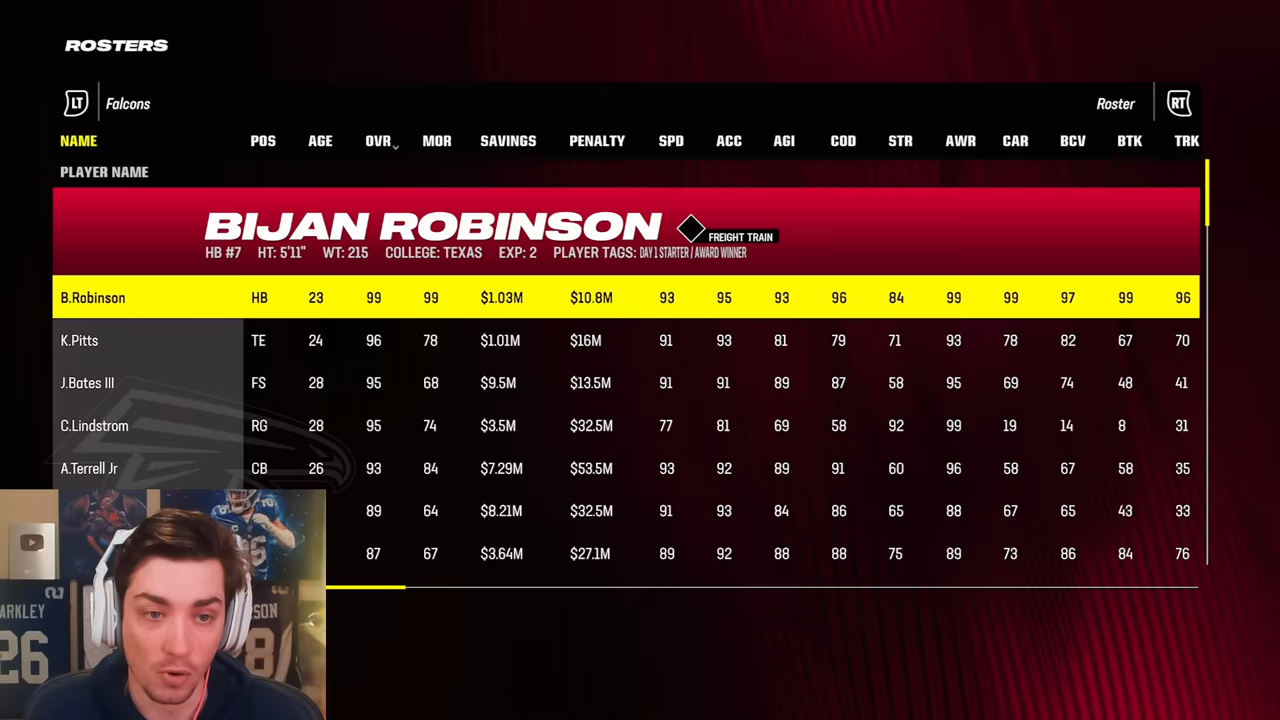 ROSTERS
LT Falcons Roster RT
NAME POS AGE OVR MOR SAVINGS PENALTY SPD ACC AGI COD STR AWR CAR BCV BTK TRK
PLAYER NAME
BIJAN ROBINSON FREIGHT TRAIN
HB #7 HT: 5'11" WT: 215 COLLEGE: TEXAS EXP: 2 PLAYER TAGS: DAY 1 STARTER / AWARD WINNER
B.Robinson HB 23 99 99 $1.03M $10.8M 93 95 93 96 84 99 99 97 99 96
K.Pitts TE 24 96 78 $1.01M $16M 91 93 81 79 71 93 78 82 67 70
J.Bates III FS 28 95 68 $9.5M $13.5M 91 91 89 87 58 95 69 74 48 41
C.Lindstrom RG 28 95 74 $3.5M $32.5M 77 81 69 58 92 99 19 14 8 31
A.Terrell Jr CB 26 93 84 $7.29M $53.5M 93 92 89 91 60 96 58 67 58 35
89 64 $8.21M $32.5M 91 93 84 86 65 88 67 65 43 33
87 67 $3.64M $27.1M 89 92 88 88 75 89 73 86 84 76
ARKLEY
26
SON
8
26